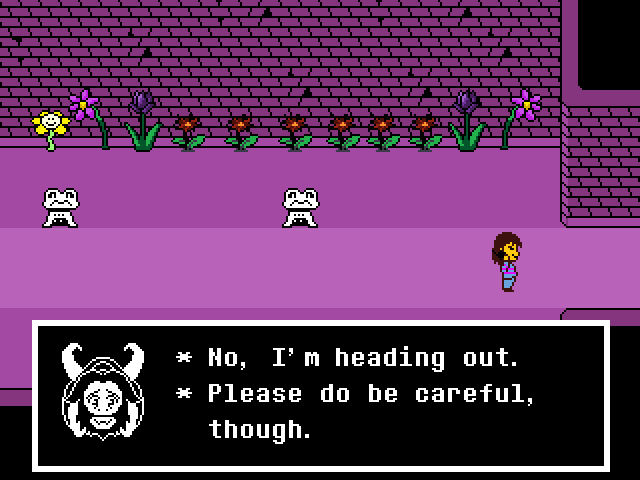 * No, I'm heading out.
* Please do be careful,
though.